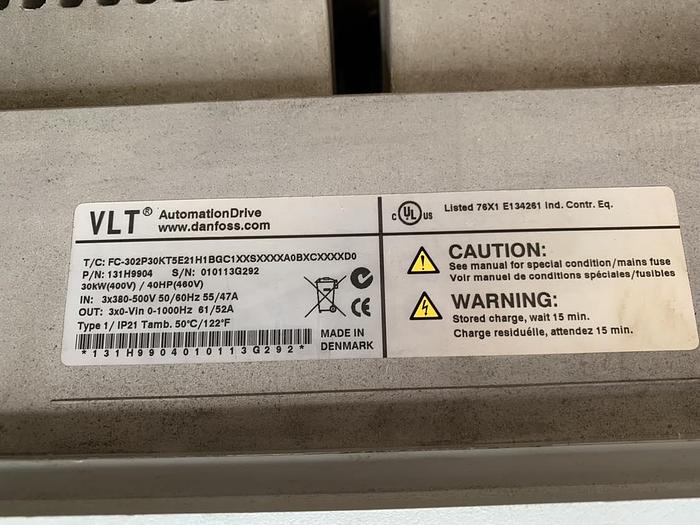 VLT® AutomationDrive
www.danfoss.com
T/C: FC-302P30KT5E21H1BGC1XXSXXXXA0BXCXXXXD0
P/N: 131H9904 S/N: 010113G292
30kW(400V) / 40HP(460V)
IN: 3x380-500V 50/60Hz 55/47A
OUT: 3x0-Vin 0-1000Hz 61/52A
Type 1/ IP21 Tamb. 50°C/122°F
*131H9904010113G292*
MADE IN
DENMARK
c UL US Listed 76X1 E134261 Ind. Contr. Eq.
CAUTION:
See manual for special condition/mains fuse
Voir manuel de conditions spéciales/fusibles
WARNING:
Stored charge, wait 15 min.
Charge residuélle, attendez 15 min.